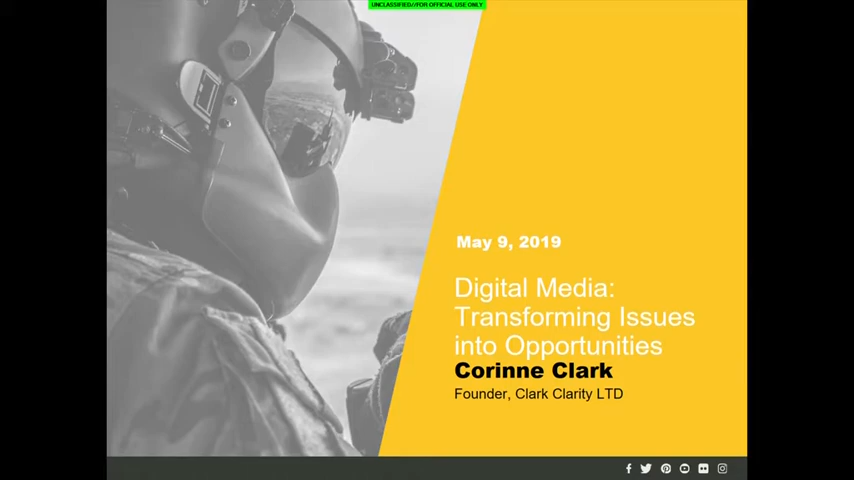 UNCLASSIFIED//FOR OFFICIAL USE ONLY
May 9, 2019
Digital Media:
Transforming Issues
into Opportunities
Corinne Clark
Founder, Clark Clarity LTD